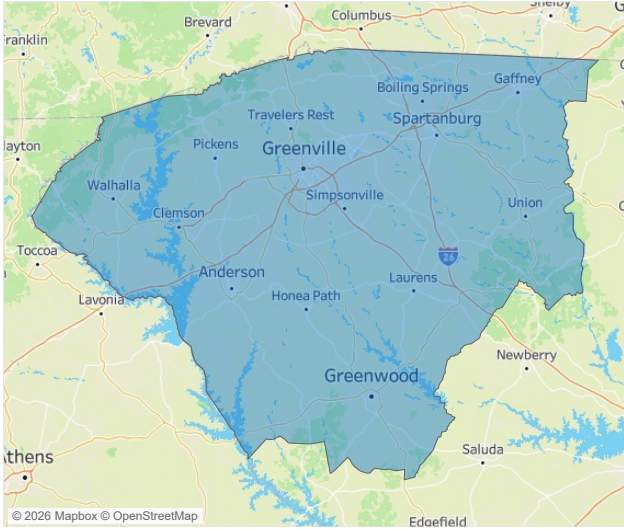 Shelby
Columbus
Brevard
Franklin
Gaffney
Boiling Springs
Travelers Rest
Spartanburg
Pickens
Greenville
Walhalla
Simpsonville
Union
Clemson
Toccoa
26
Anderson
Laurens
Lavonia
Honea Path
Newberry
Greenwood
Saluda
Athens
© 2026 Mapbox © OpenStreetMap
Edgefield